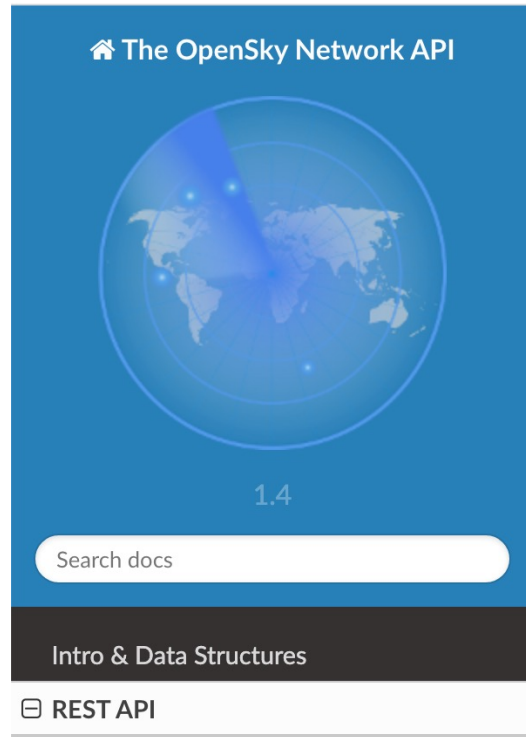 The OpenSky Network API
1.4
Search docs
Intro & Data Structures
REST API